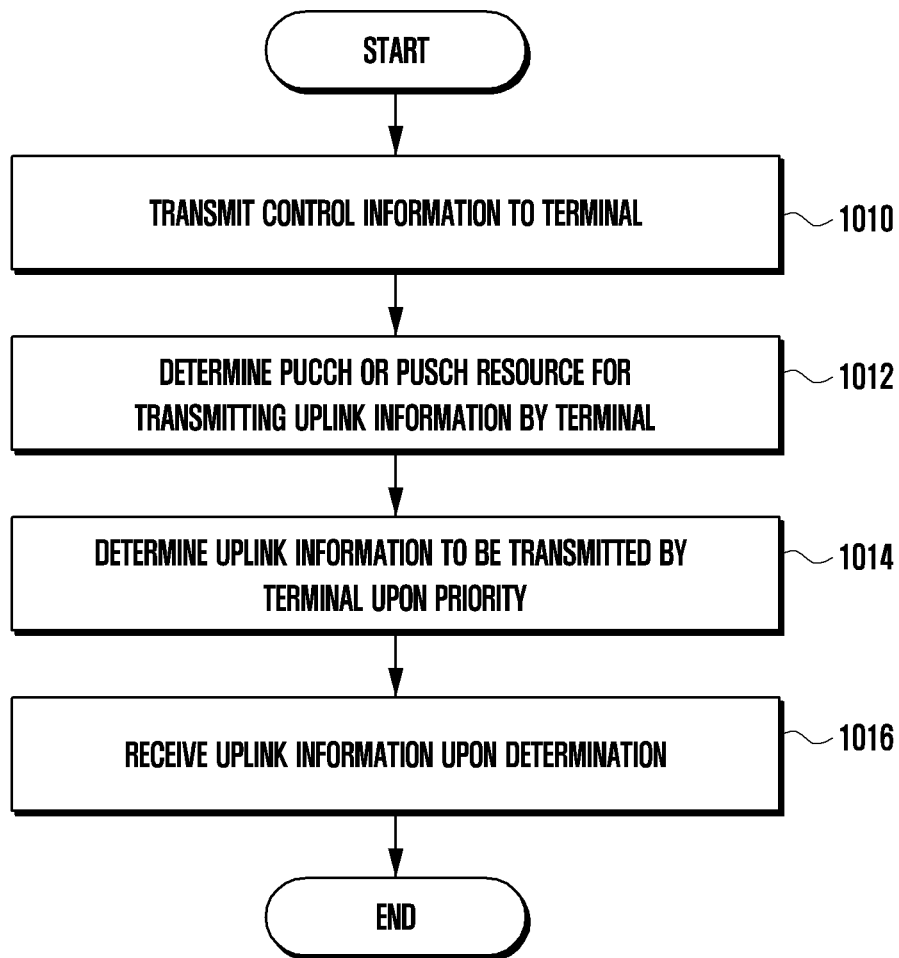 START
TRANSMIT CONTROL INFORMATION TO TERMINAL
1010
DETERMINE PUCCH OR PUSCH RESOURCE FOR
TRANSMITTING UPLINK INFORMATION BY TERMINAL
1012
DETERMINE UPLINK INFORMATION TO BE TRANSMITTED BY
TERMINAL UPON PRIORITY
1014
RECEIVE UPLINK INFORMATION UPON DETERMINATION
1016
END